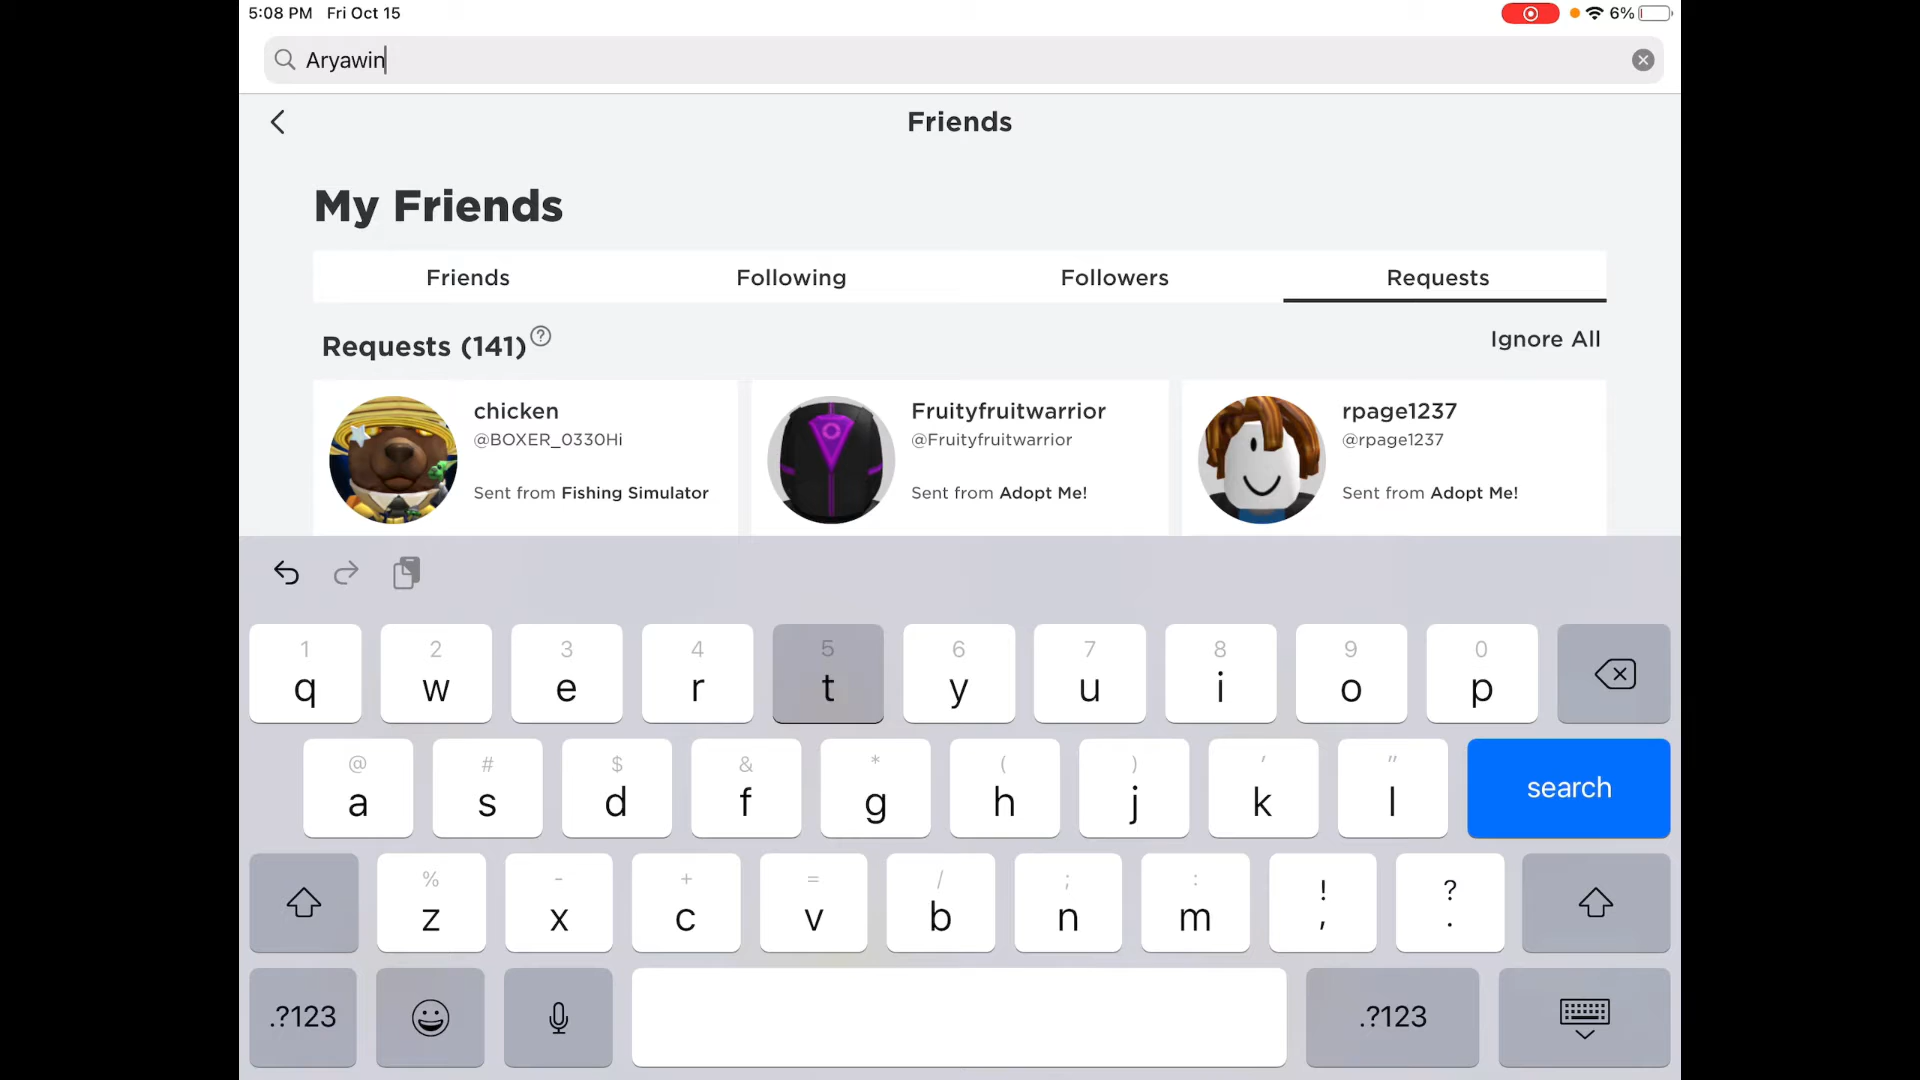 5:08 PM Fri Oct 15 6%
Aryawin
Friends
My Friends
Friends Following Followers Requests
Requests (141) ? Ignore All
chicken
@BOXER_0330Hi
Sent from Fishing Simulator
Fruityfruitwarrior
@Fruityfruitwarrior
Sent from Adopt Me!
rpage1237
@rpage1237
Sent from Adopt Me!
1 2 3 4 5 6 7 8 9 0
q w e r t y u i o p
@ # $ & * ( ) ' "
a s d f g h j k l search
% - + = / ; : ! ?
z x c v b n m , .
.?123 .?123